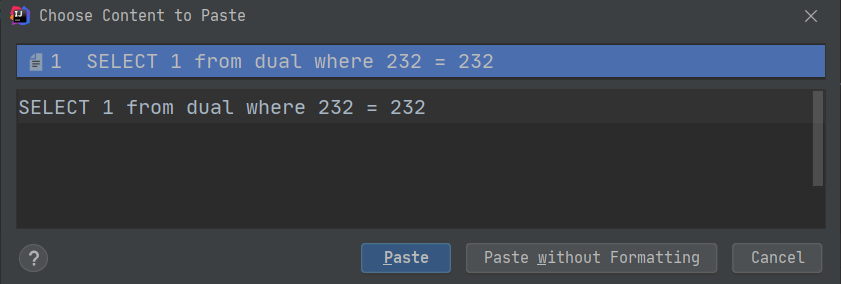 Choose Content to Paste
1 SELECT 1 from dual where 232 = 232
SELECT 1 from dual where 232 = 232
? Paste Paste without Formatting Cancel